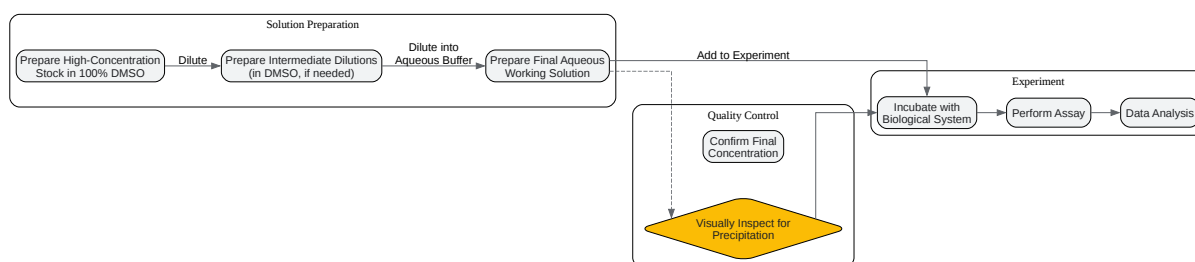 Solution Preparation
Prepare High-Concentration
Stock in 100% DMSO
Dilute
Prepare Intermediate Dilutions
(in DMSO, if needed)
Dilute into
Aqueous Buffer
Prepare Final Aqueous
Working Solution
Add to Experiment
Experiment
Incubate with
Biological System
Perform Assay
Data Analysis
Quality Control
Confirm Final
Concentration
Visually Inspect for
Precipitation